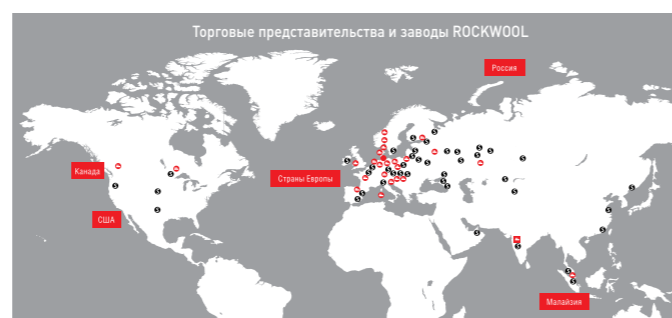 Торговые представительства и заводы ROCKWOOL
Россия
Канада
Страны Европы
США
Малайзия